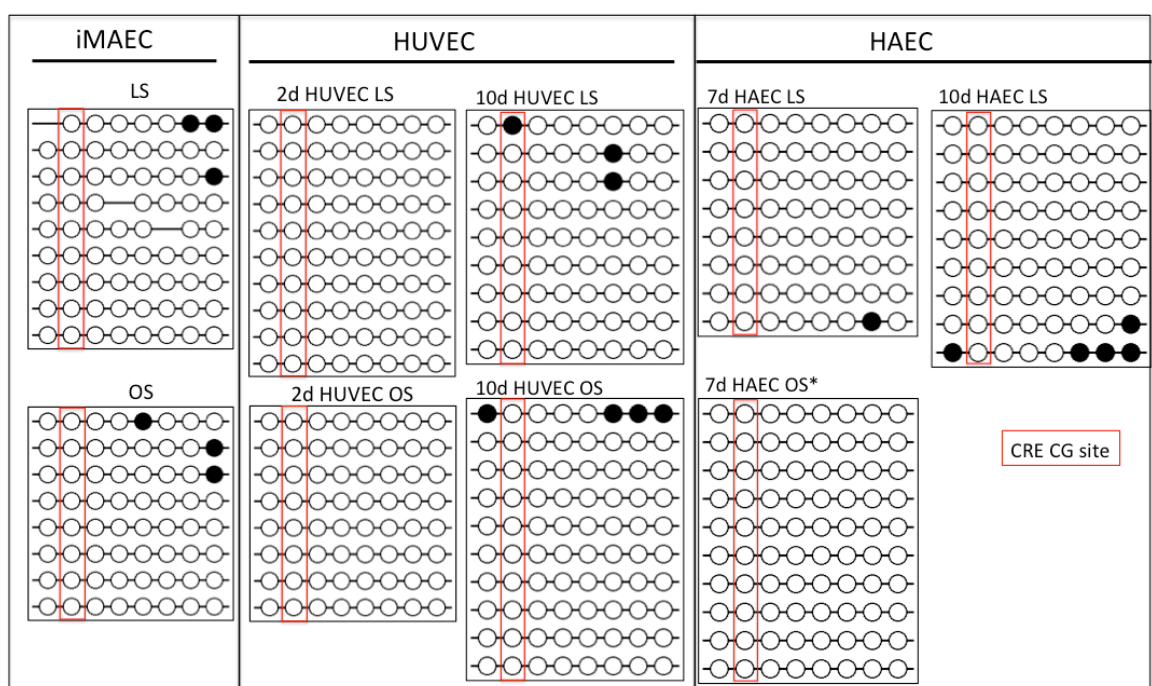 iMAEC
HUVEC
HAEC
LS
2d HUVEC LS
10d HUVEC LS
7d HAEC LS
10d HAEC LS
OS
2d HUVEC OS
10d HUVEC OS
7d HAEC OS*
CRE CG site